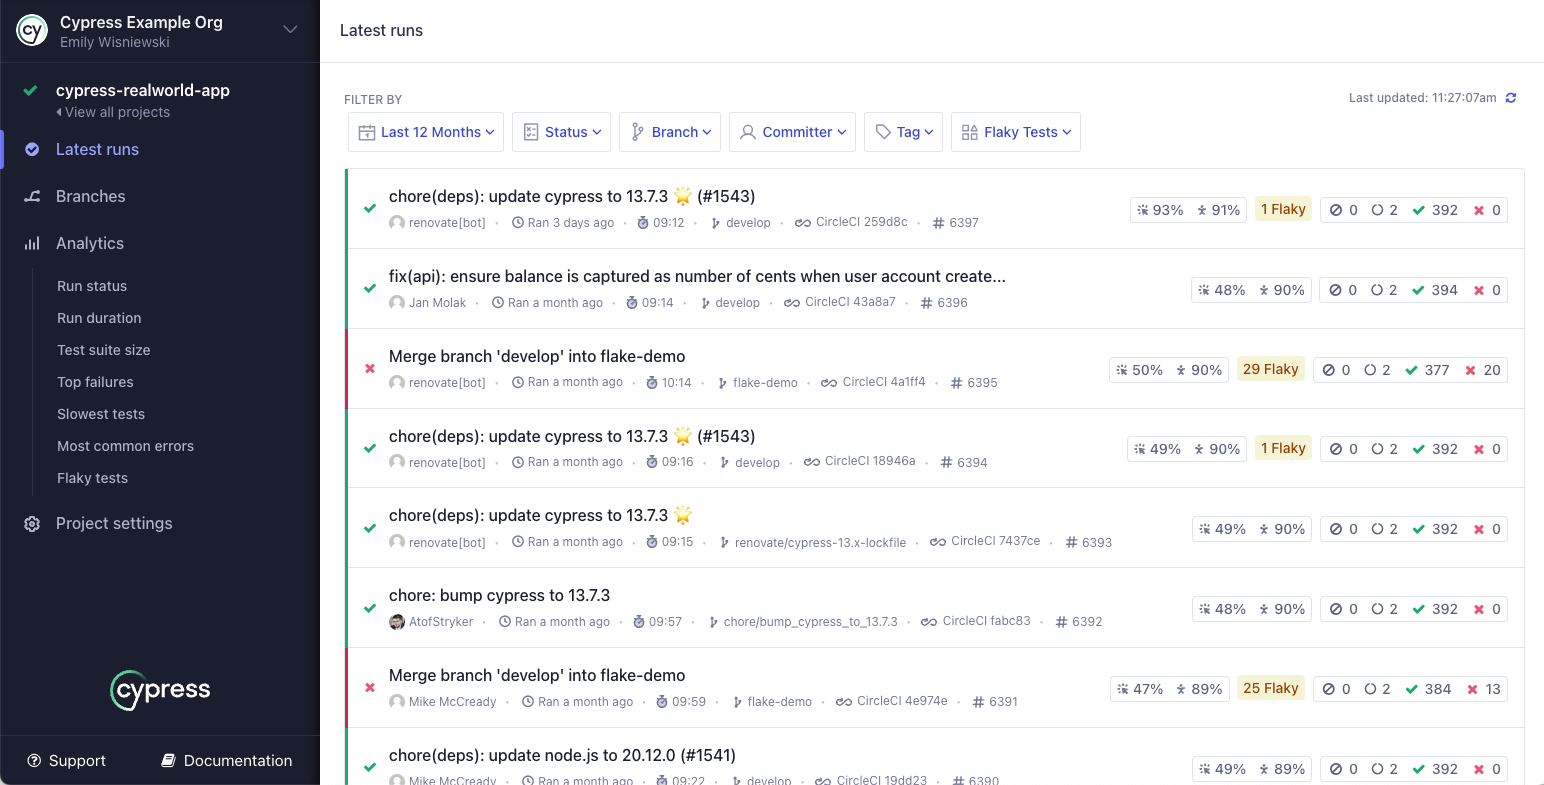 cy
Cypress Example Org
Emily Wisniewski
cypress-realworld-app
View all projects
Latest runs
Branches
Analytics
Run status
Run duration
Test suite size
Top failures
Slowest tests
Most common errors
Flaky tests
Project settings
cypress
Support Documentation
Latest runs
FILTER BY
Last updated: 11:27:07am
Last 12 Months Status Branch Committer Tag Flaky Tests
chore(deps): update cypress to 13.7.3 🌟 (#1543)
renovate[bot] · Ran 3 days ago · 09:12 · develop · CircleCI 259d8c · # 6397
93% 91% 1 Flaky 0 2 392 0
fix(api): ensure balance is captured as number of cents when user account create...
Jan Molak · Ran a month ago · 09:14 · develop · CircleCI 43a8a7 · # 6396
48% 90% 0 2 394 0
Merge branch 'develop' into flake-demo
renovate[bot] · Ran a month ago · 10:14 · flake-demo · CircleCI 4a1ff4 · # 6395
50% 90% 29 Flaky 0 2 377 20
chore(deps): update cypress to 13.7.3 🌟 (#1543)
renovate[bot] · Ran a month ago · 09:16 · develop · CircleCI 18946a · # 6394
49% 90% 1 Flaky 0 2 392 0
chore(deps): update cypress to 13.7.3 🌟
renovate[bot] · Ran a month ago · 09:15 · renovate/cypress-13.x-lockfile · CircleCI 7437ce · # 6393
49% 90% 0 2 392 0
chore: bump cypress to 13.7.3
AtofStryker · Ran a month ago · 09:57 · chore/bump_cypress_to_13.7.3 · CircleCI fabc83 · # 6392
48% 90% 0 2 392 0
Merge branch 'develop' into flake-demo
Mike McCready · Ran a month ago · 09:59 · flake-demo · CircleCI 4e974e · # 6391
47% 89% 25 Flaky 0 2 384 13
chore(deps): update node.js to 20.12.0 (#1541)
Mike McCready · Ran a month ago · 09:22 · develop · CircleCI 19dd23 · # 6390
49% 89% 0 2 392 0